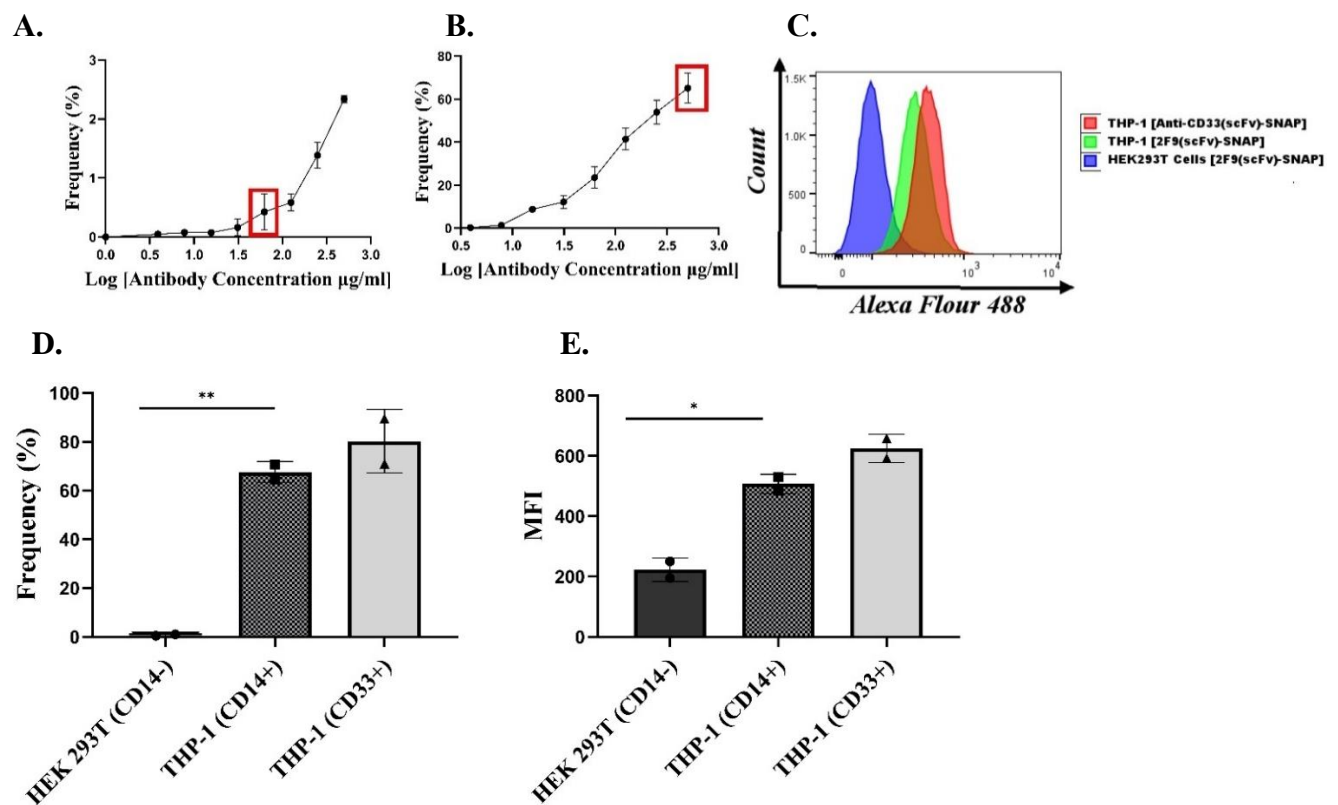 A.
B.
C.
3
2
1
0
0.0 0.5 1.0 1.5 2.0 2.5 3.0
Frequency (%)
Log [Antibody Concentration µg/ml]
80
60
40
20
0
0.6 0.9 1.2 1.5 2.0 2.5 3.0
Frequency (%)
Log [Antibody Concentration µg/ml]
1.5K
1.0K
500
0
0 10³ 10⁴
Count
Alexa Flour 488
THP-1 [Anti-CD33(scFv)-SNAP]
THP-1 [2F9(scFv)-SNAP]
HEK293T Cells [2F9(scFv)-SNAP]
D.
E.
100
80
60
40
20
0
Frequency (%)
**
HEK 293T (CD14-)
THP-1 (CD14+)
THP-1 (CD33+)
800
600
400
200
0
MFI
*
HEK 293T (CD14-)
THP-1 (CD14+)
THP-1 (CD33+)